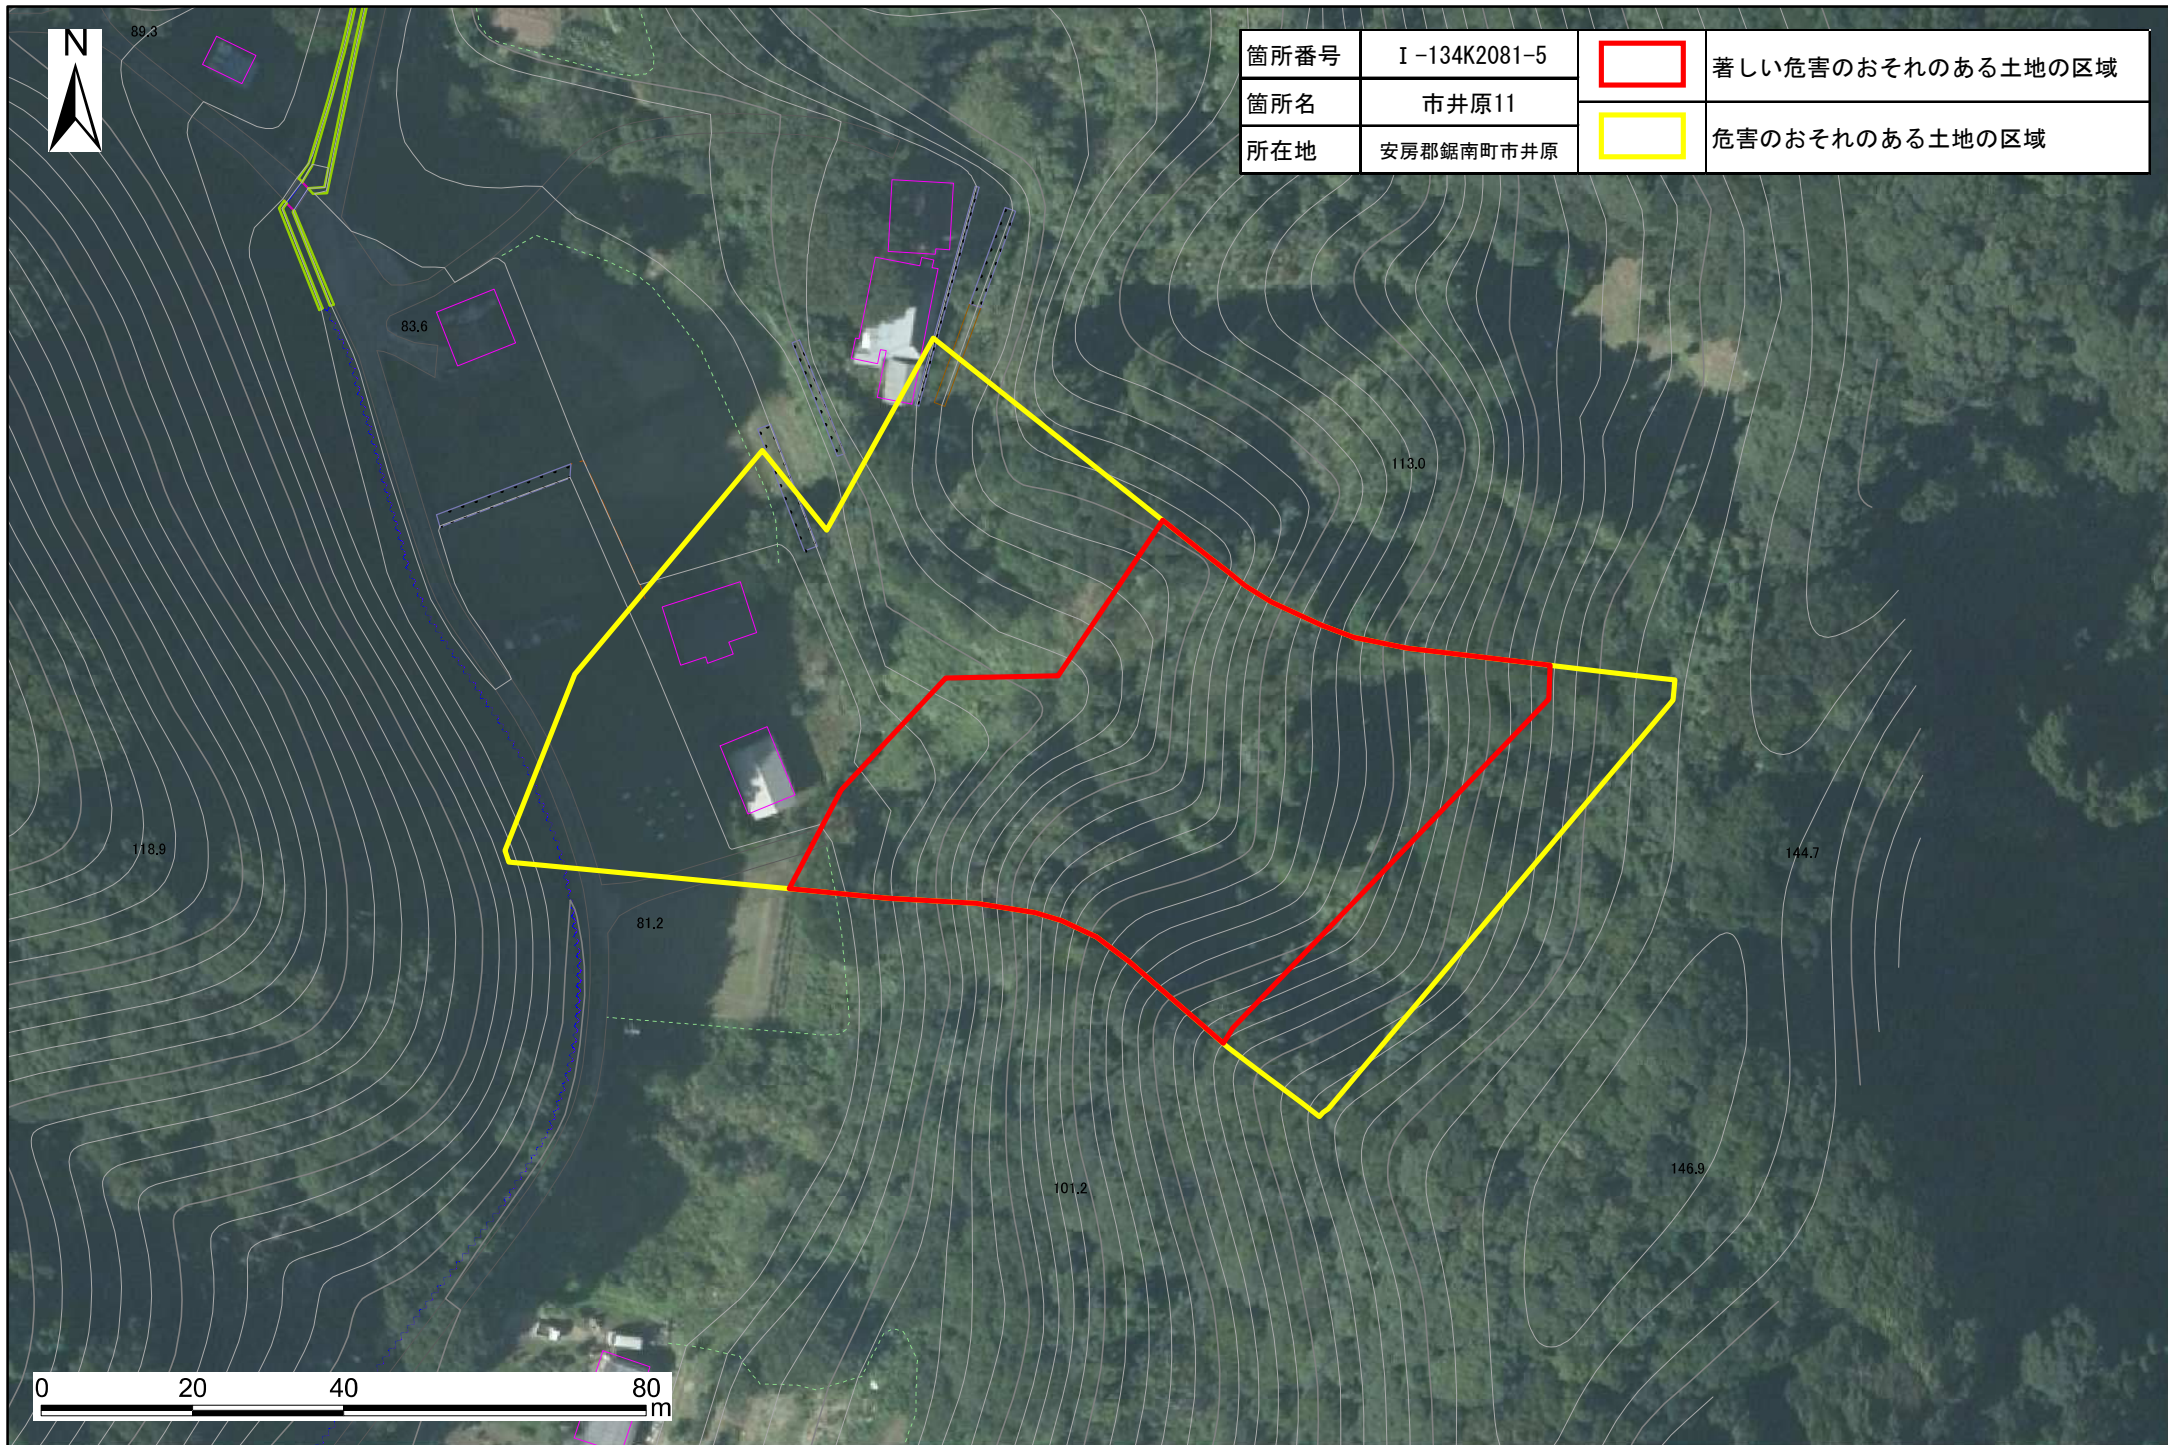 N
箇所番号 Ⅰ-134K2081-5
箇所名 市井原11
所在地 安房郡鋸南町市井原
著しい危害のおそれのある土地の区域
危害のおそれのある土地の区域
89.3
83.6
113.0
118.9
144.7
81.2
146.9
101.2
0 20 40 80
m